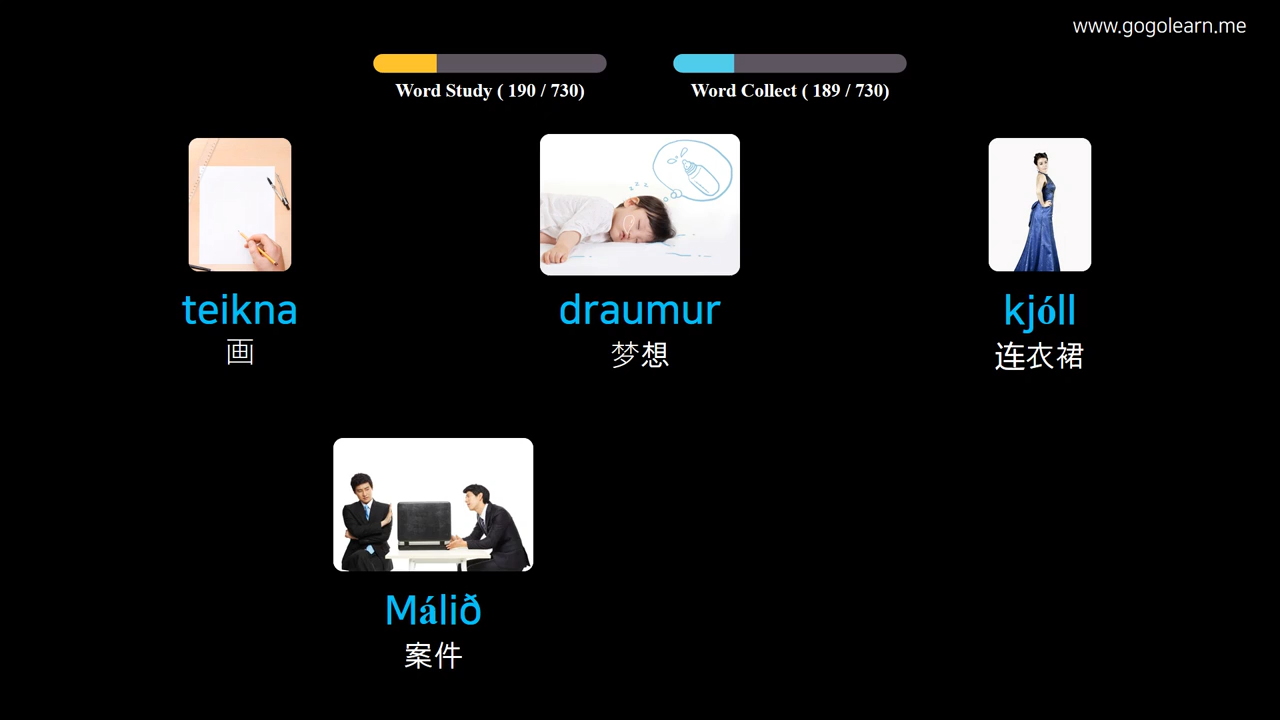 www.gogolearn.me
Word Study ( 190 / 730)
Word Collect ( 189 / 730)
teikna
画
draumur
梦想
kjóll
连衣裙
Málið
案件